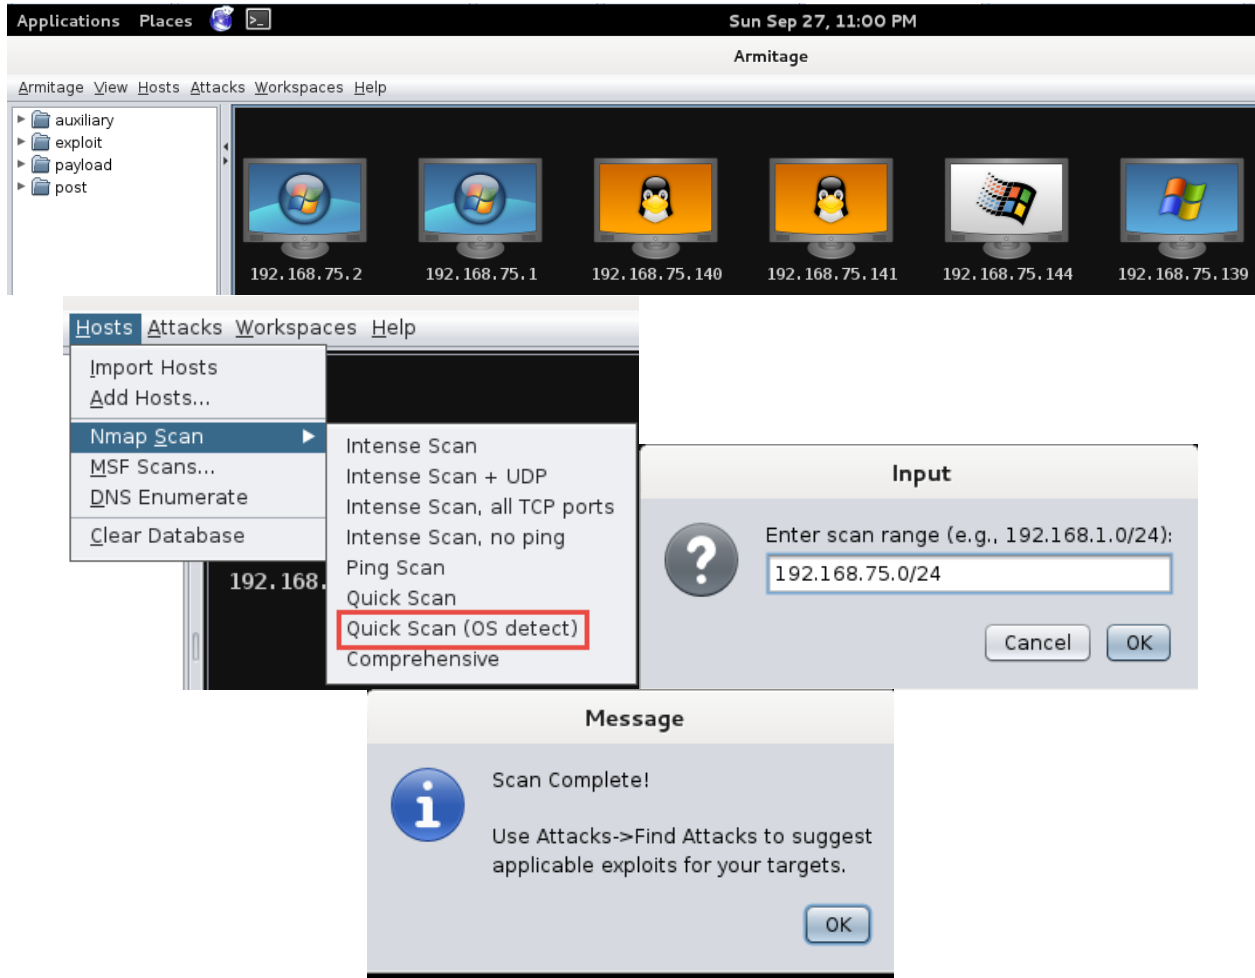 Applications Places Sun Sep 27, 11:00 PM
Armitage
Armitage View Hosts Attacks Workspaces Help
auxiliary
exploit
payload
post
192.168.75.2 192.168.75.1 192.168.75.140 192.168.75.141 192.168.75.144 192.168.75.139
Hosts Attacks Workspaces Help
Import Hosts
Add Hosts...
Nmap Scan
MSF Scans...
DNS Enumerate
Clear Database
192.168.
Intense Scan
Intense Scan + UDP
Intense Scan, all TCP ports
Intense Scan, no ping
Ping Scan
Quick Scan
Quick Scan (OS detect)
Comprehensive
Input
Enter scan range (e.g., 192.168.1.0/24):
192.168.75.0/24
Cancel OK
Message
Scan Complete!
Use Attacks->Find Attacks to suggest
applicable exploits for your targets.
OK